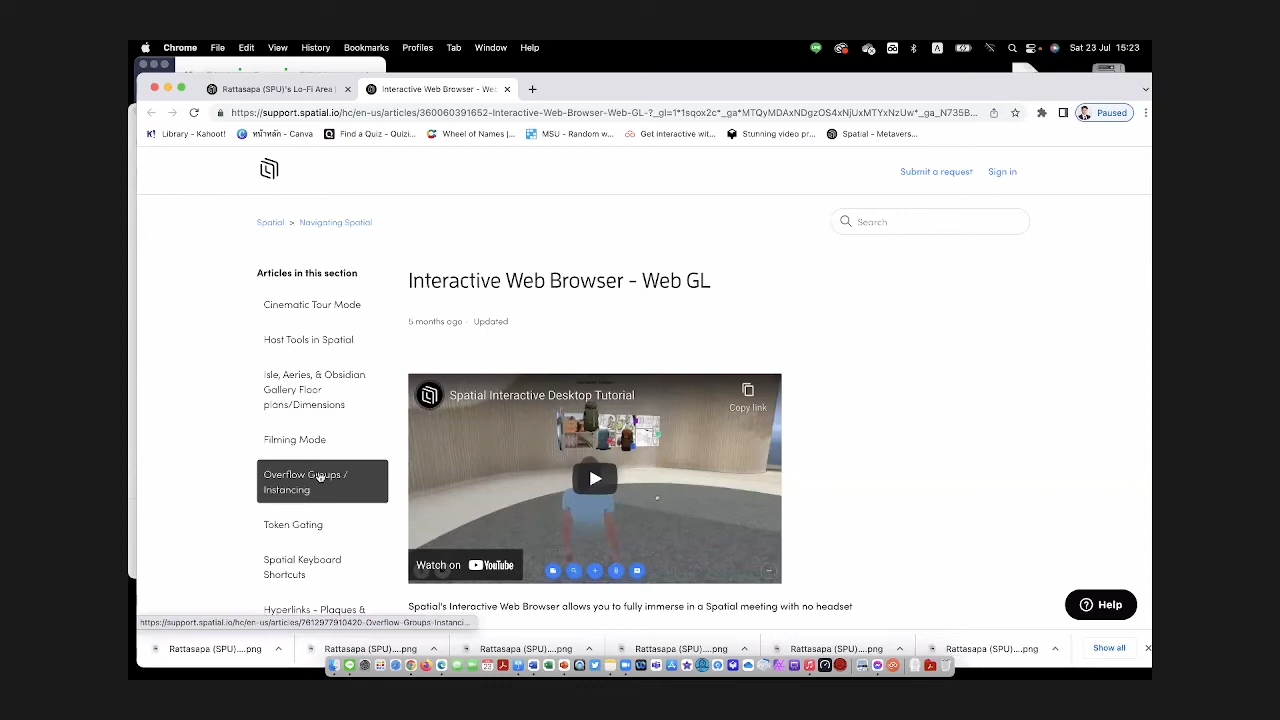 Chrome File Edit View History Bookmarks Profiles Tab Window Help
A Sat 23 Jul 15:23
Rattasapa (SPU)'s Lo-Fi Area
Interactive Web Browser - Web
https://support.spatial.io/hc/en-us/articles/360060391652-Interactive-Web-Browser-Web-GL-?_gl=1*1sqox2c*_ga*MTQyMDAxNDgzOS4xNjUxMTYxNzUw*_ga_N735B...
Paused
K! Library - Kahoot!
หน้าหลัก - Canva
Find a Quiz - Quizi...
Wheel of Names |...
MSU - Random w...
Get interactive wit...
Stunning video pr...
Spatial - Metavers...
Submit a request
Sign in
Spatial > Navigating Spatial
Search
Articles in this section
Cinematic Tour Mode
Host Tools in Spatial
Isle, Aeries, & Obsidian
Gallery Floor
plans/Dimensions
Filming Mode
Overflow Groups /
Instancing
Token Gating
Spatial Keyboard
Shortcuts
Hyperlinks - Plaques &
Interactive Web Browser - Web GL
5 months ago · Updated
Spatial Interactive Desktop Tutorial
Copy link
Watch on YouTube
Spatial's Interactive Web Browser allows you to fully immerse in a Spatial meeting with no headset
Help
https://support.spatial.io/hc/en-us/articles/7612977910420-Overflow-Groups-Instanci...
Rattasapa (SPU)....png
Rattasapa (SPU)....png
Rattasapa (SPU)....png
Rattasapa (SPU)....png
Rattasapa (SPU)....png
Rattasapa (SPU)....png
Show all